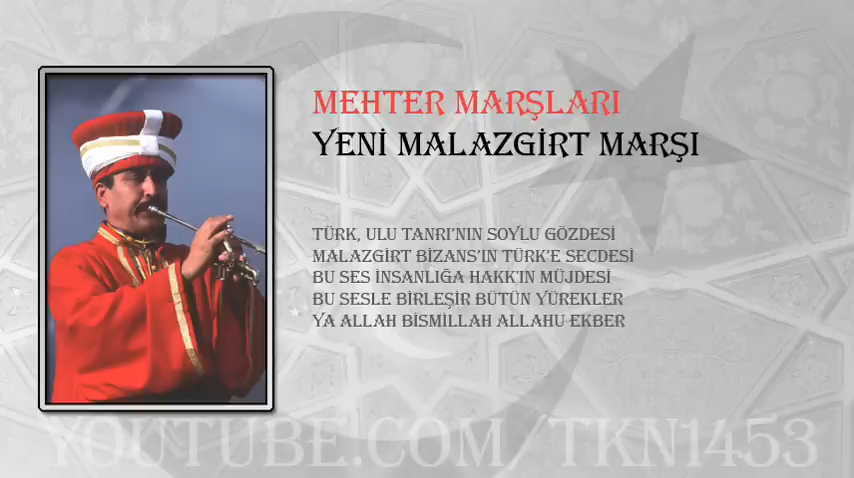 MEHTER MARŞLARI
YENİ MALAZGİRT MARŞI
TÜRK, ULU TANRI'NIN SOYLU GÖZDESİ
MALAZGİRT BİZANS'IN TÜRK'E SECDESİ
BU SES İNSANLIĞA HAKK'IN MÜJDESİ
BU SESLE BİRLEŞİR BÜTÜN YÜREKLER
YA ALLAH BİSMİLLAH ALLAHU EKBER
YOUTUBE.COM/TKN1453